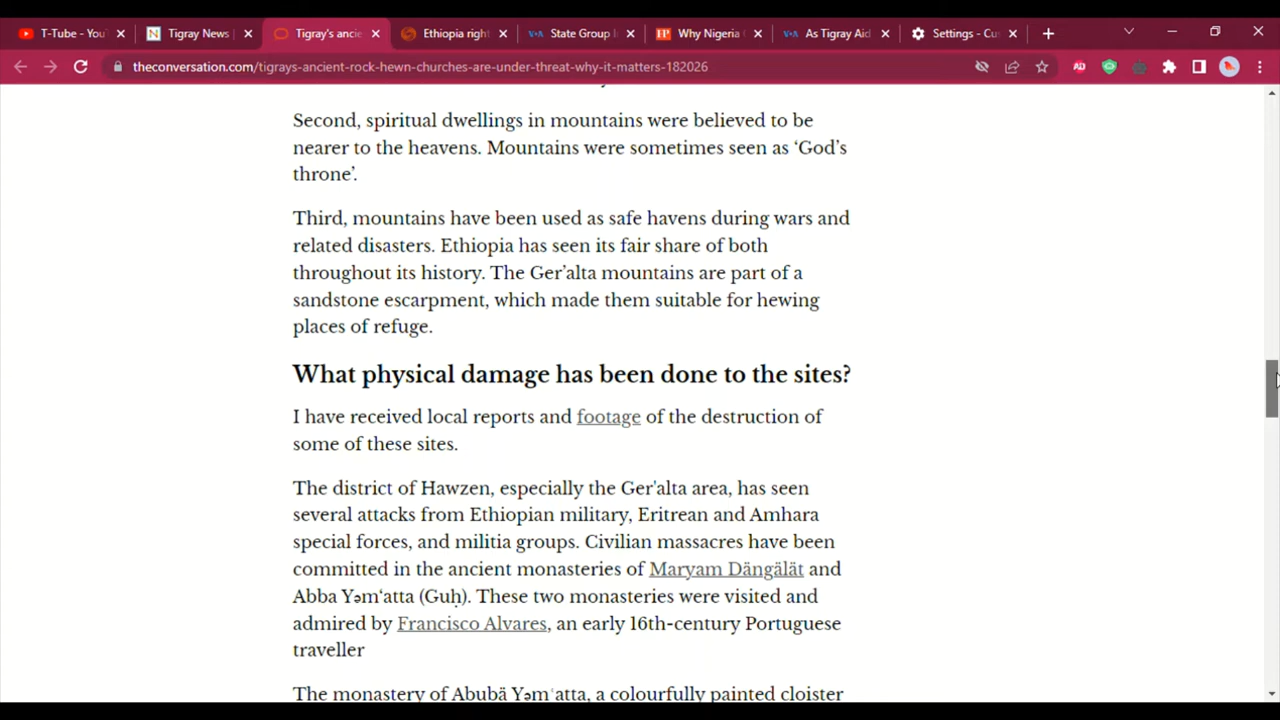 T-Tube - You
Tigray News
Tigray's ancie
Ethiopia right
State Group I
Why Nigeria
As Tigray Aid
Settings - Cus
theconversation.com/tigrays-ancient-rock-hewn-churches-are-under-threat-why-it-matters-182026
Second, spiritual dwellings in mountains were believed to be
nearer to the heavens. Mountains were sometimes seen as ‘God’s
throne’.
Third, mountains have been used as safe havens during wars and
related disasters. Ethiopia has seen its fair share of both
throughout its history. The Ger’alta mountains are part of a
sandstone escarpment, which made them suitable for hewing
places of refuge.
What physical damage has been done to the sites?
I have received local reports and footage of the destruction of
some of these sites.
The district of Hawzen, especially the Ger'alta area, has seen
several attacks from Ethiopian military, Eritrean and Amhara
special forces, and militia groups. Civilian massacres have been
committed in the ancient monasteries of Maryam Dängälät and
Abba Yəm‘atta (Guḥ). These two monasteries were visited and
admired by Francisco Alvares, an early 16th-century Portuguese
traveller
The monastery of Abubä Yəmʿatta, a colourfully painted cloister